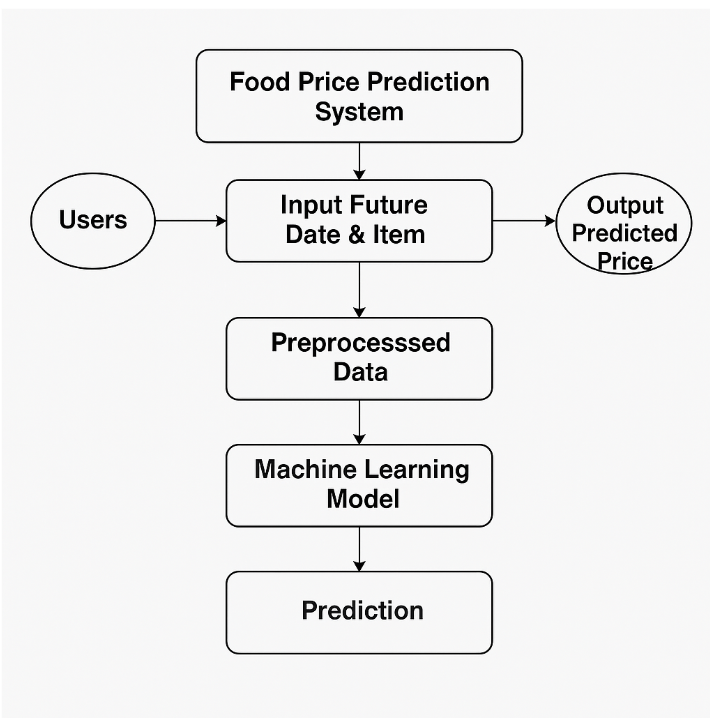 Food Price Prediction
System
Users
Input Future
Date & Item
Output
Predicted
Price
Preprocesssed
Data
Machine Learning
Model
Prediction